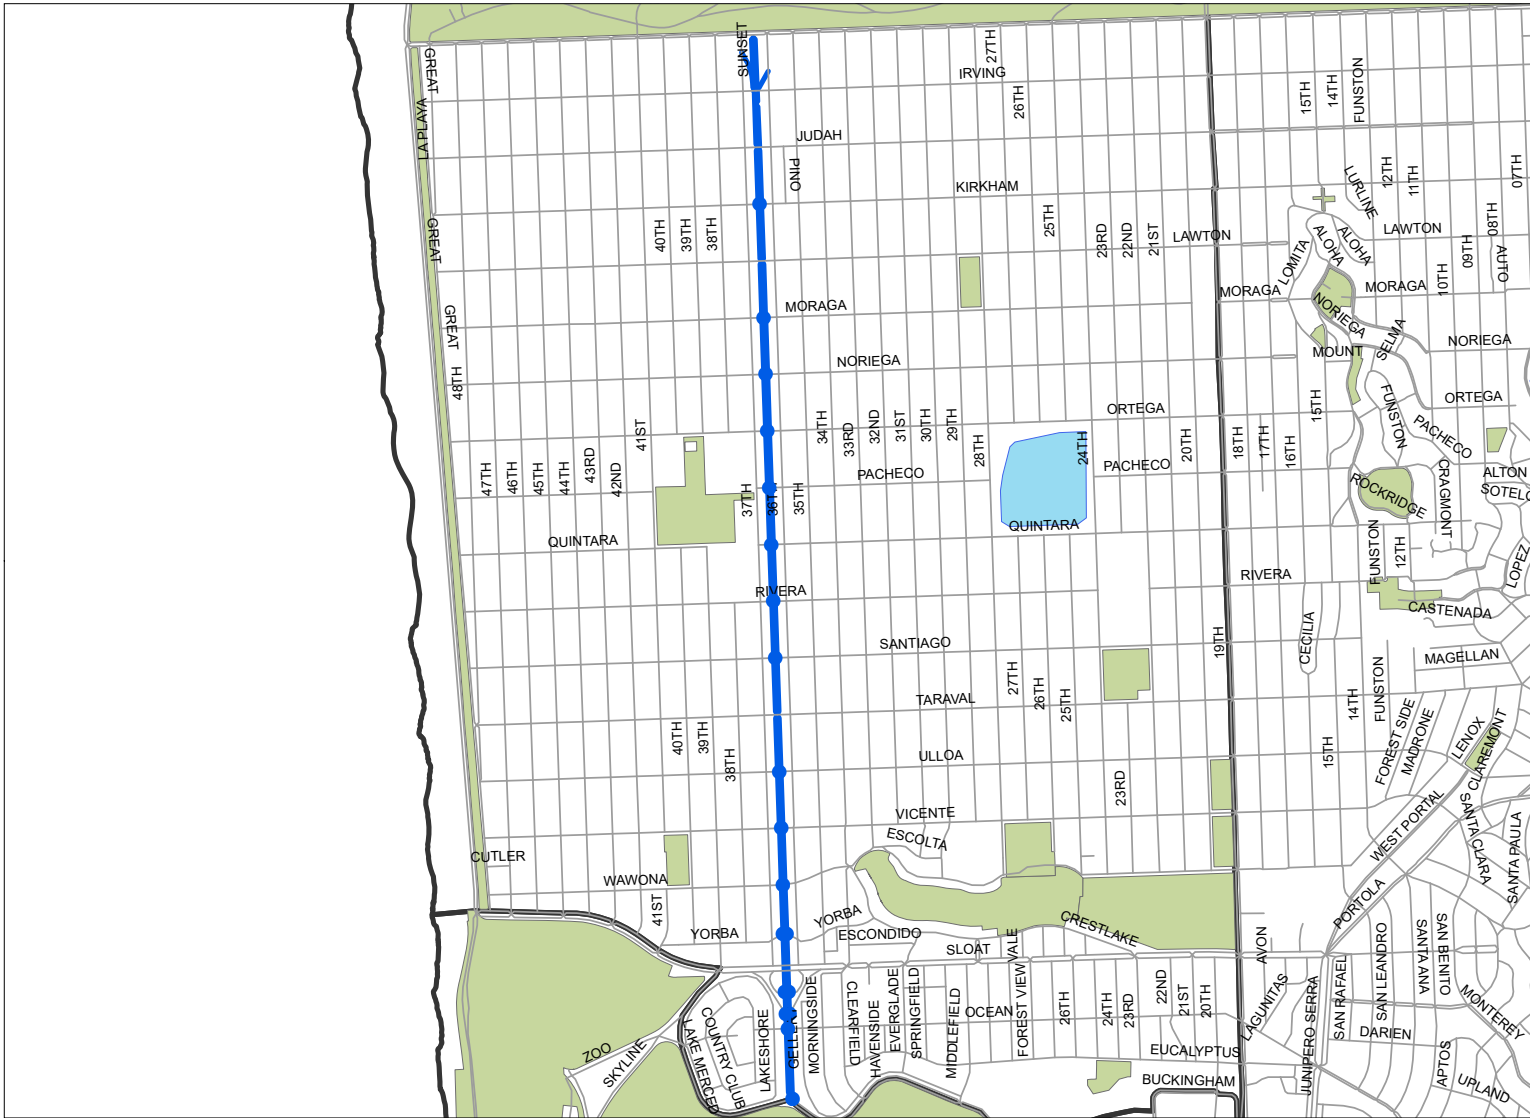 SUNSET
GREAT
27TH
IRVING
26TH
15TH
14TH
FUNSTON
LA PLAYA
JUDAH
PINO
KIRKHAM
LURLINE
12TH
11TH
07TH
GREAT
40TH
39TH
38TH
25TH
23RD
22ND
21ST
LAWTON
LOMITA
ALOHA
ALOHA
LAWTON
09TH
08TH
AUTO
10TH
MORAGA
MORAGA
MORAGA
NORIEGA
GREAT
48TH
NORIEGA
MOUNT
SELMA
NORIEGA
ORTEGA
15TH
FUNSTON
ORTEGA
PACHECO
41ST
34TH
33RD
32ND
31ST
30TH
29TH
28TH
24TH
20TH
18TH
17TH
16TH
47TH
46TH
45TH
44TH
43RD
42ND
37TH
36TH
35TH
PACHECO
PACHECO
ROCKRIDGE
CRAGMONT
ALTON
SOTELO
QUINTARA
QUINTARA
FUNSTON
12TH
LOPEZ
RIVERA
RIVERA
CASTENADA
SANTIAGO
19TH
CECILIA
MAGELLAN
27TH
26TH
25TH
TARAVAL
14TH
FUNSTON
FOREST SIDE
MADRONE
LENOX
CLAREMONT
40TH
39TH
38TH
ULLOA
23RD
15TH
VICENTE
ESCOLTA
WEST PORTAL
SANTA CLARA
SANTA PAULA
CUTLER
WAWONA
41ST
YORBA
YORBA
ESCONDIDO
SLOAT
VALE
CRESTLAKE
AVON
PORTOLA
SAN RAFAEL
SAN LEANDRO
SANTA ANA
SAN BENITO
MONTEREY
ZOO
SKYLINE
LAKE MERCED
COUNTRY CLUB
LAKESHORE
GELLERT
MORNINGSIDE
CLEARFIELD
HAVENSIDE
EVERGLADE
SPRINGFIELD
MIDDLEFIELD
OCEAN
FOREST VIEW
26TH
24TH
23RD
22ND
21ST
20TH
LAGUNITAS
JUNIPERO SERRA
DARIEN
APTOS
UPLAND
EUCALYPTUS
BUCKINGHAM